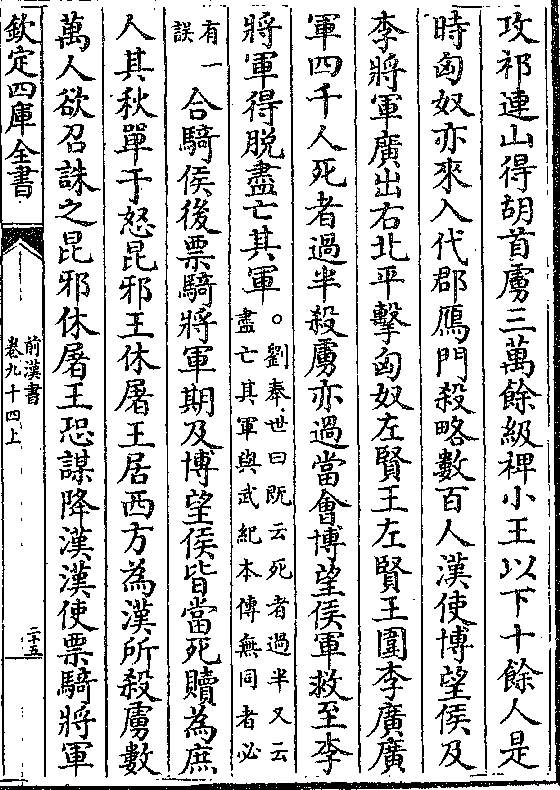 攻祁連山得胡首虜三萬餘級裨小王以下十餘人是
時匈奴亦來入代郡鴈門殺略數百人漢使博望侯及
李將軍廣出右北平擊匈奴左賢王左賢王圍李廣廣
軍四千人死者過半殺虜亦過當會博望侯軍救至李
將軍得脱盡亡其軍○劉奉世曰既云死者過半又云
盡亡其軍與武紀本傳無同者必
有一
誤
合騎侯後票騎將軍期及博望侯皆當死贖為庶
人其秋單于怒昆邪王休屠王居西方為漢所殺虜數
萬人欲召誅之昆邪休屠王恐謀降漢漢使票騎將軍
欽定四庫全書
前漢書
卷九十四上
二十五